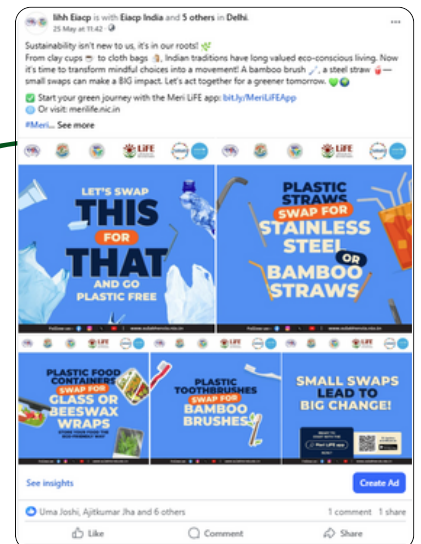 Iihh Eiacp is with Eiacp India and 5 others in Delhi.
25 May at 11:42
Sustainability isn't new to us, it's in our roots!
From clay cups to cloth bags, Indian traditions have long valued eco-conscious living. Now
it's time to transform mindful choices into a movement! A bamboo brush, a steel straw —
small swaps can make a BIG impact. Let's act together for a greener tomorrow.
Start your green journey with the Meri LiFE app: bit.ly/MeriLiFEApp
Or visit: merilife.nic.in
#Meri... See more
LiFE
LiFE
LET'S SWAP
THIS
FOR
THAT
AND GO
PLASTIC FREE
PLASTIC
STRAWS
SWAP FOR
STAINLESS
STEEL
OR
BAMBOO
STRAWS
LiFE
LiFE
LiFE
PLASTIC FOOD
CONTAINERS
SWAP FOR
GLASS OR
BEESWAX
WRAPS
PLASTIC
TOOTHBRUSHES
SWAP FOR
BAMBOO
BRUSHES
SMALL SWAPS
LEAD TO
BIG CHANGE!
Meri LiFE app
See insights
Create Ad
Uma Joshi, Ajitkumar Jha and 6 others
1 comment 1 share
Like
Comment
Share